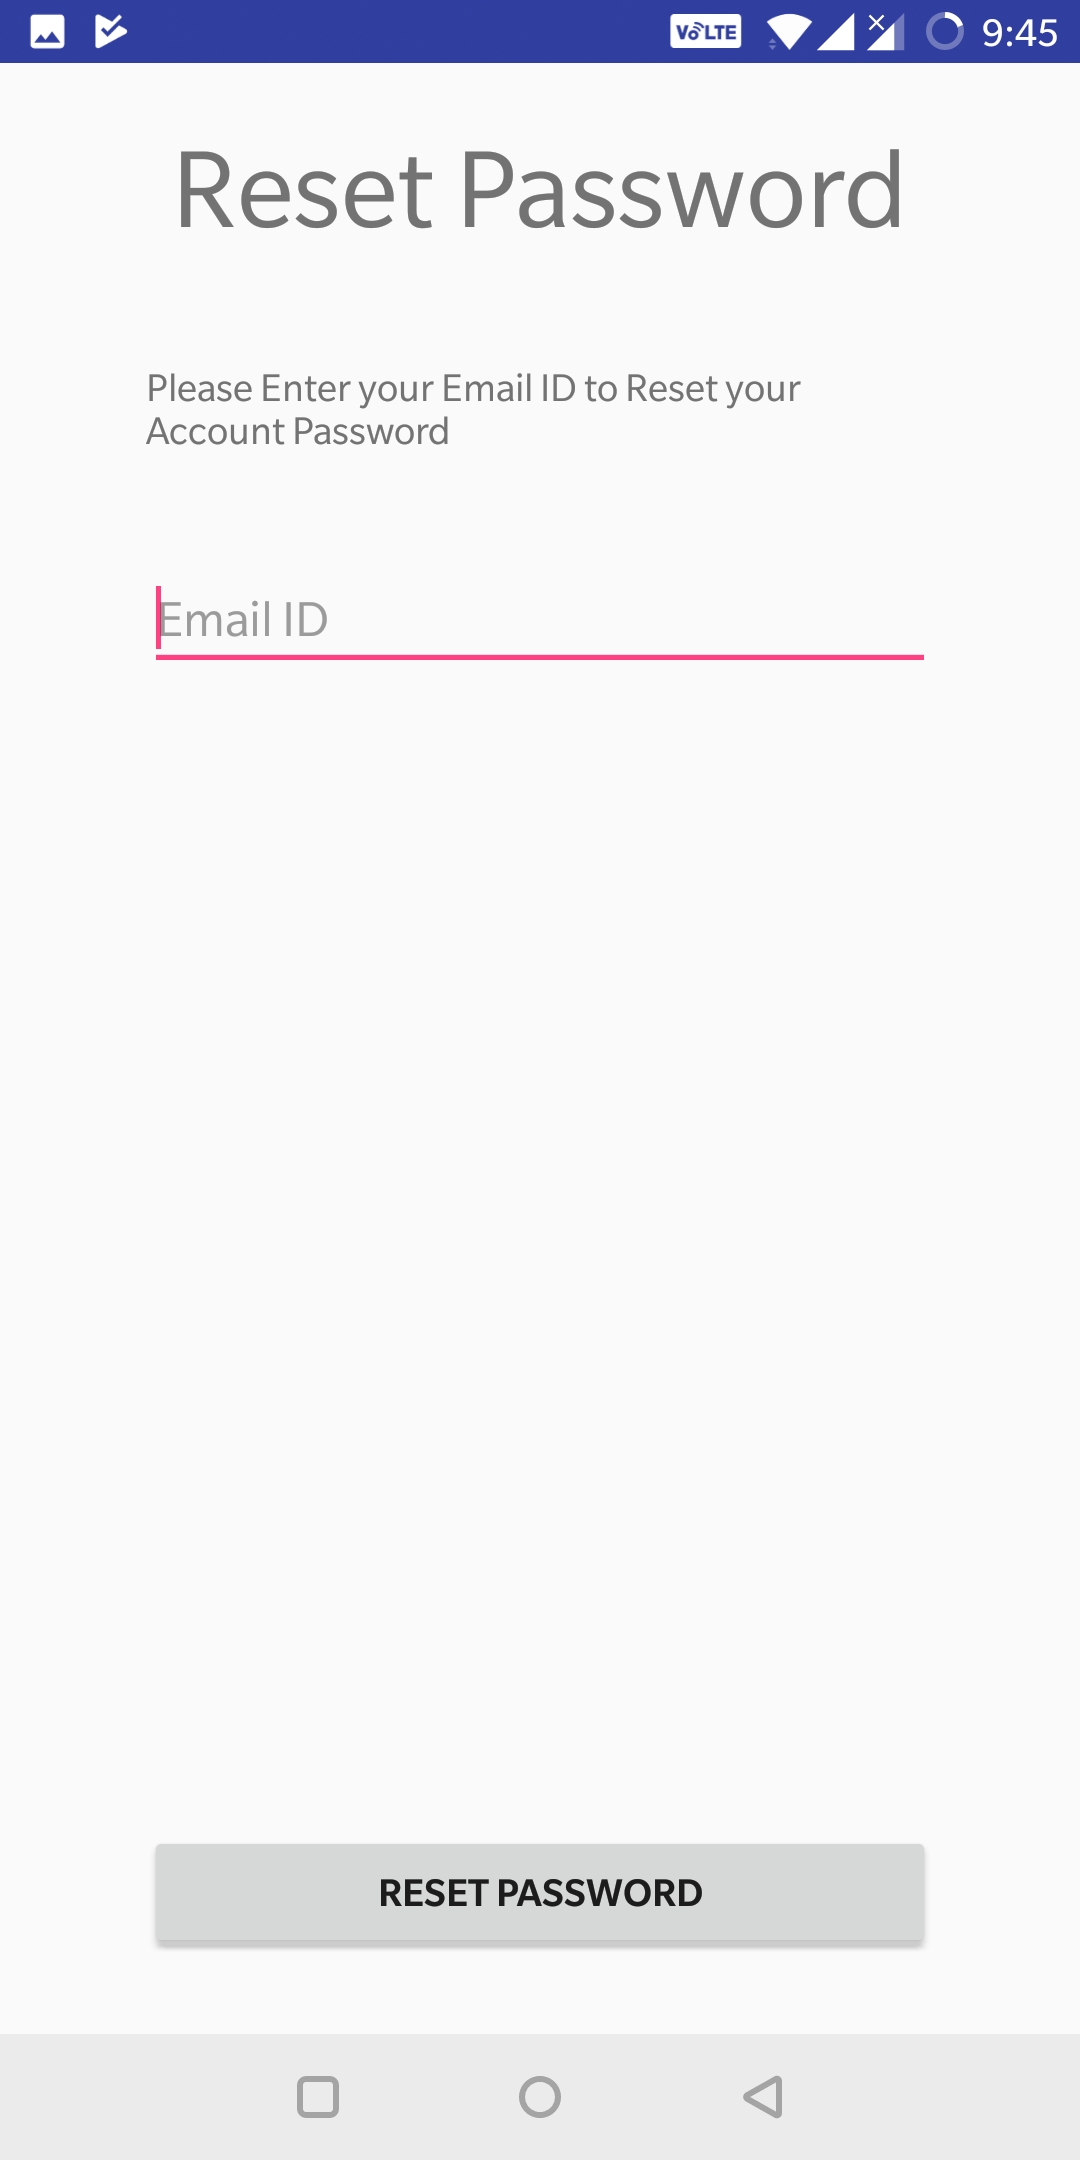 VoLTE 9:45
Reset Password
Please Enter your Email ID to Reset your
Account Password
Email ID
RESET PASSWORD